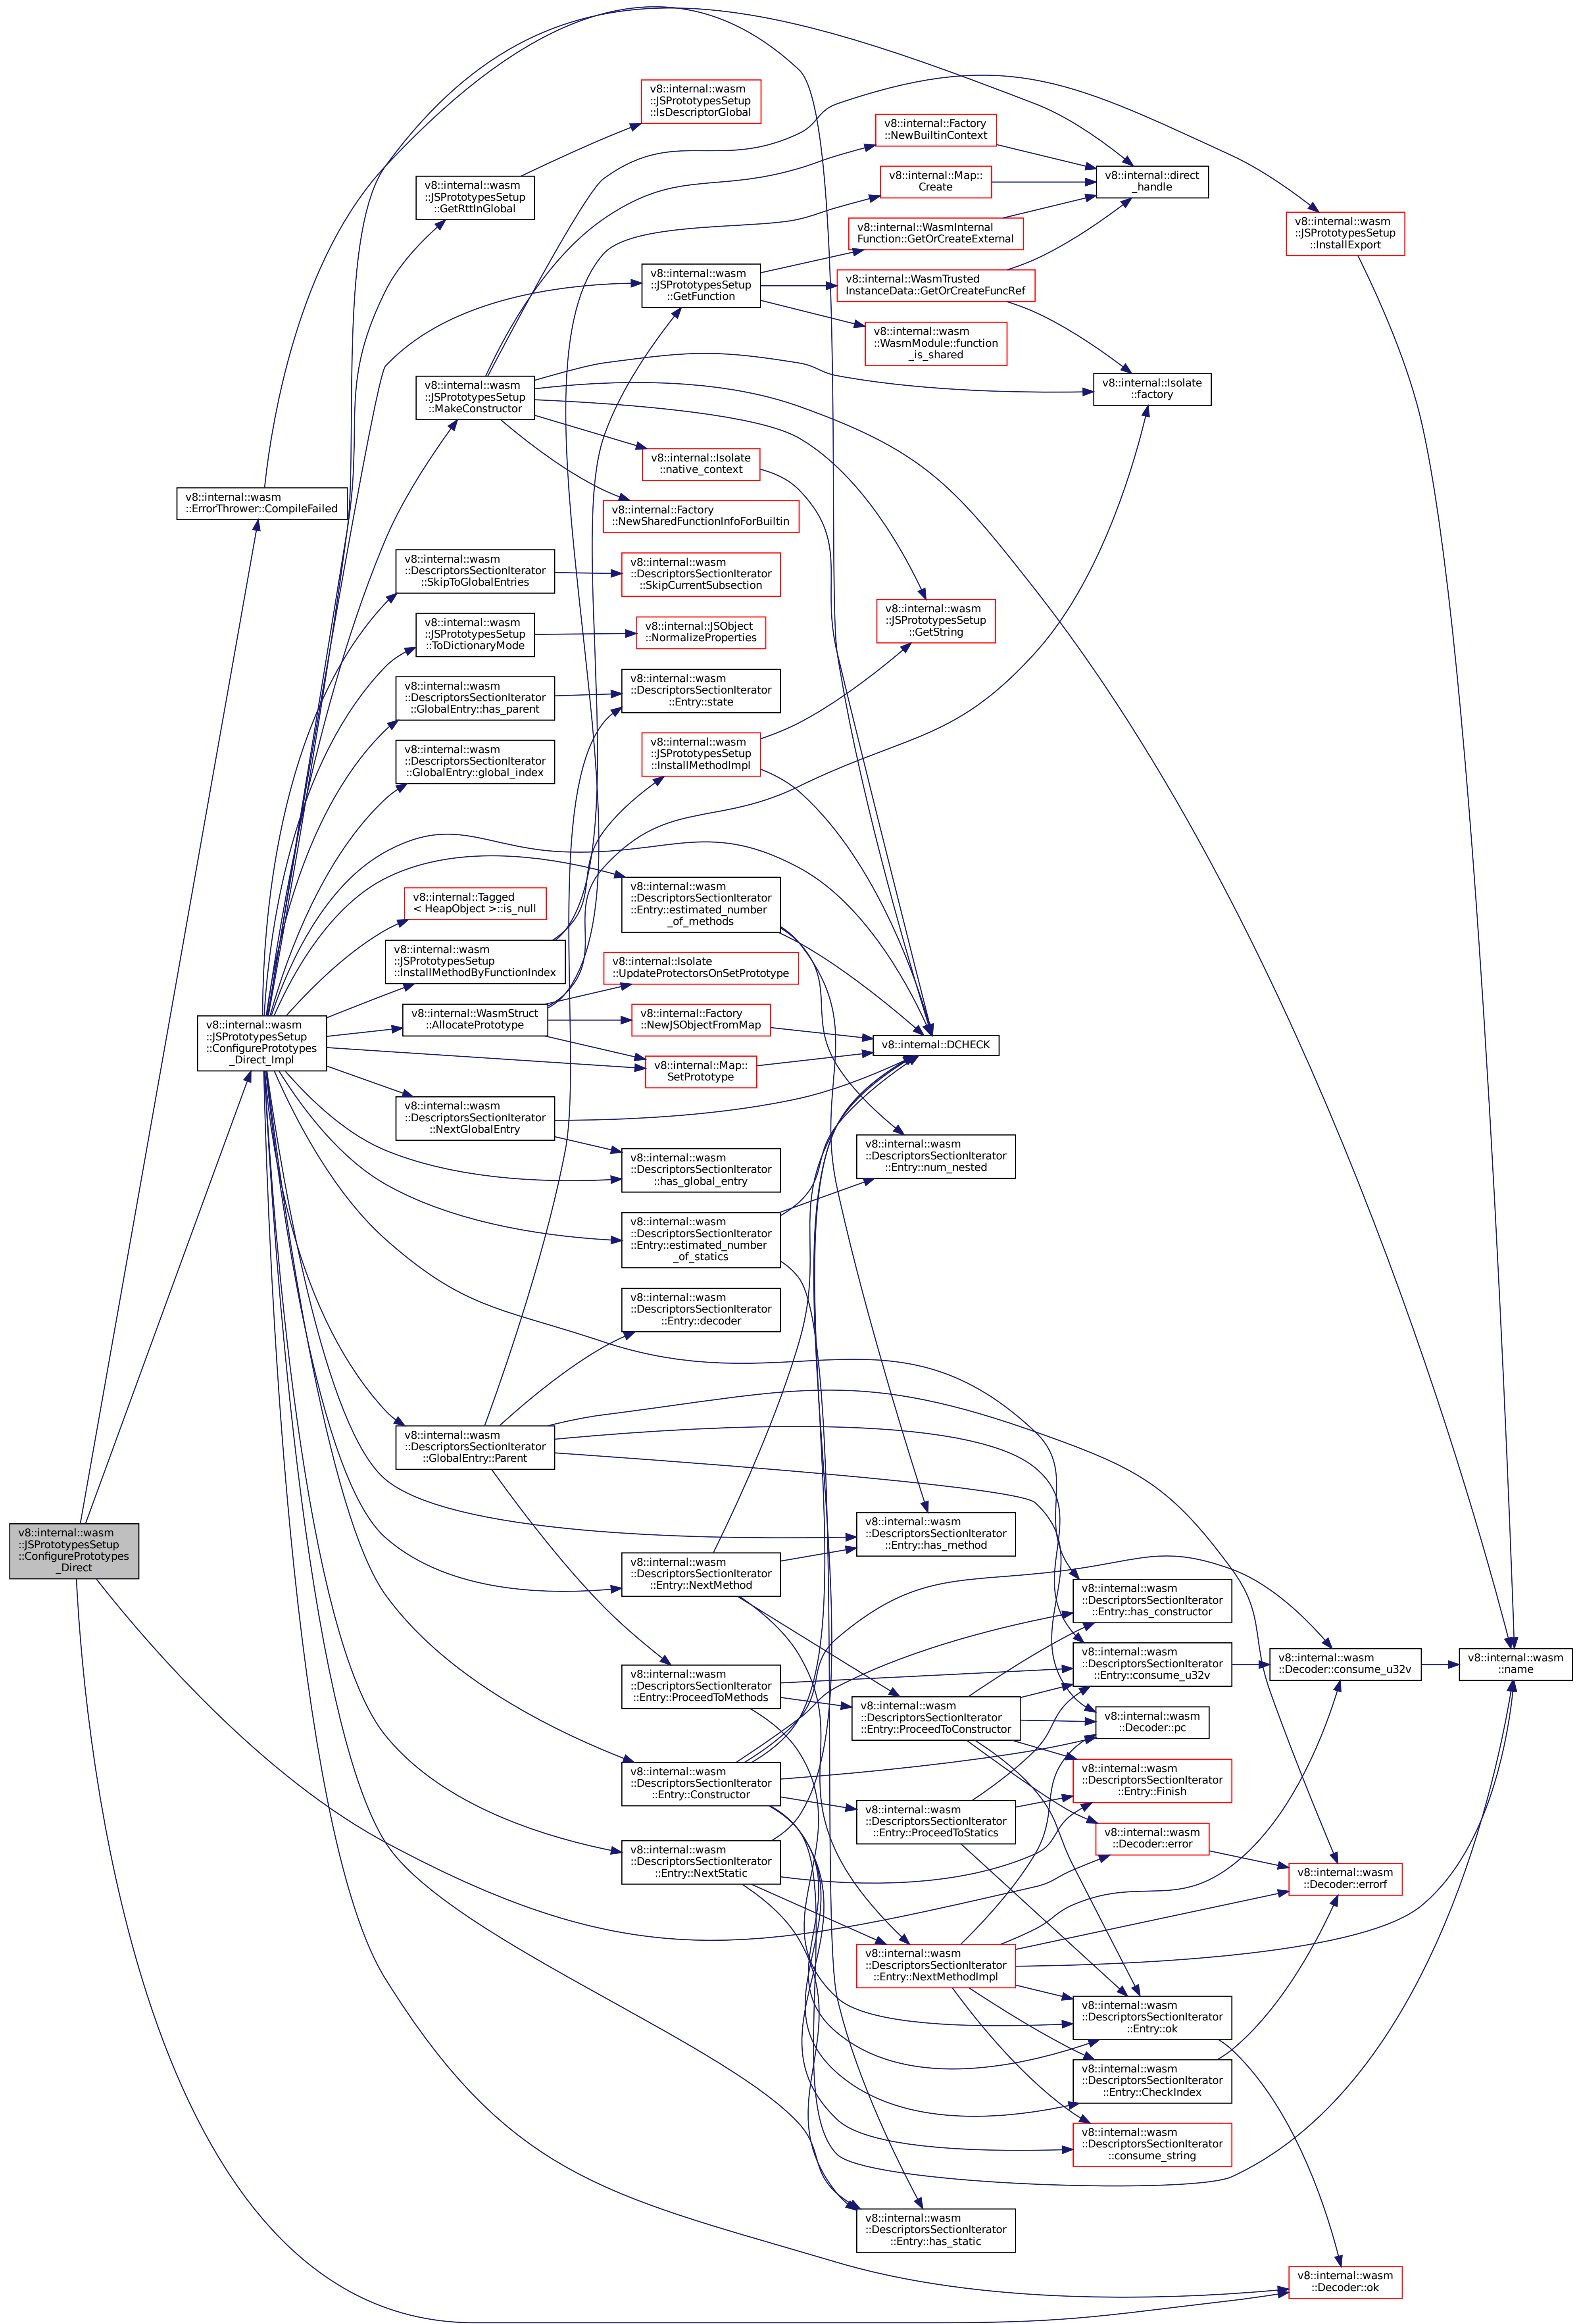 v8::internal::wasm
::JSPrototypesSetup
::ConfigurePrototypes
_Direct
v8::internal::wasm
::ErrorThrower::CompileFailed
v8::internal::wasm
::JSPrototypesSetup
::ConfigurePrototypes
_Direct_Impl
v8::internal::wasm
::JSPrototypesSetup
::GetRttInGlobal
v8::internal::wasm
::JSPrototypesSetup
::MakeConstructor
v8::internal::wasm
::DescriptorsSectionIterator
::SkipToGlobalEntries
v8::internal::wasm
::JSPrototypesSetup
::ToDictionaryMode
v8::internal::wasm
::DescriptorsSectionIterator
::GlobalEntry::has_parent
v8::internal::wasm
::DescriptorsSectionIterator
::GlobalEntry::global_index
v8::internal::Tagged
< HeapObject >::is_null
v8::internal::wasm
::JSPrototypesSetup
::InstallMethodByFunctionIndex
v8::internal::WasmStruct
::AllocatePrototype
v8::internal::wasm
::DescriptorsSectionIterator
::NextGlobalEntry
v8::internal::wasm
::DescriptorsSectionIterator
::GlobalEntry::Parent
v8::internal::wasm
::JSPrototypesSetup
::IsDescriptorGlobal
v8::internal::wasm
::JSPrototypesSetup
::GetFunction
v8::internal::Isolate
::native_context
v8::internal::Factory
::NewSharedFunctionInfoForBuiltin
v8::internal::wasm
::DescriptorsSectionIterator
::SkipCurrentSubsection
v8::internal::JSObject
::NormalizeProperties
v8::internal::wasm
::DescriptorsSectionIterator
::Entry::state
v8::internal::wasm
::JSPrototypesSetup
::InstallMethodImpl
v8::internal::wasm
::DescriptorsSectionIterator
::Entry::estimated_number
_of_methods
v8::internal::Isolate
::UpdateProtectorsOnSetPrototype
v8::internal::Factory
::NewJSObjectFromMap
v8::internal::Map::
SetPrototype
v8::internal::wasm
::DescriptorsSectionIterator
::has_global_entry
v8::internal::wasm
::DescriptorsSectionIterator
::Entry::estimated_number
_of_statics
v8::internal::wasm
::DescriptorsSectionIterator
::Entry::decoder
v8::internal::wasm
::DescriptorsSectionIterator
::Entry::NextMethod
v8::internal::wasm
::DescriptorsSectionIterator
::Entry::ProceedToMethods
v8::internal::wasm
::DescriptorsSectionIterator
::Entry::Constructor
v8::internal::wasm
::DescriptorsSectionIterator
::Entry::NextStatic
v8::internal::Factory
::NewBuiltinContext
v8::internal::Map::
Create
v8::internal::WasmInternal
Function::GetOrCreateExternal
v8::internal::WasmTrusted
InstanceData::GetOrCreateFuncRef
v8::internal::wasm
::WasmModule::function
_is_shared
v8::internal::wasm
::JSPrototypesSetup
::GetString
v8::internal::DCHECK
v8::internal::wasm
::DescriptorsSectionIterator
::Entry::num_nested
v8::internal::wasm
::DescriptorsSectionIterator
::Entry::has_method
v8::internal::wasm
::DescriptorsSectionIterator
::Entry::ProceedToConstructor
v8::internal::wasm
::DescriptorsSectionIterator
::Entry::ProceedToStatics
v8::internal::wasm
::DescriptorsSectionIterator
::Entry::NextMethodImpl
v8::internal::wasm
::DescriptorsSectionIterator
::Entry::has_static
v8::internal::direct
_handle
v8::internal::Isolate
::factory
v8::internal::wasm
::DescriptorsSectionIterator
::Entry::has_constructor
v8::internal::wasm
::DescriptorsSectionIterator
::Entry::consume_u32v
v8::internal::wasm
::Decoder::pc
v8::internal::wasm
::DescriptorsSectionIterator
::Entry::Finish
v8::internal::wasm
::Decoder::error
v8::internal::wasm
::DescriptorsSectionIterator
::Entry::ok
v8::internal::wasm
::DescriptorsSectionIterator
::Entry::CheckIndex
v8::internal::wasm
::DescriptorsSectionIterator
::consume_string
v8::internal::wasm
::JSPrototypesSetup
::InstallExport
v8::internal::wasm
::Decoder::consume_u32v
v8::internal::wasm
::Decoder::errorf
v8::internal::wasm
::Decoder::ok
v8::internal::wasm
::name